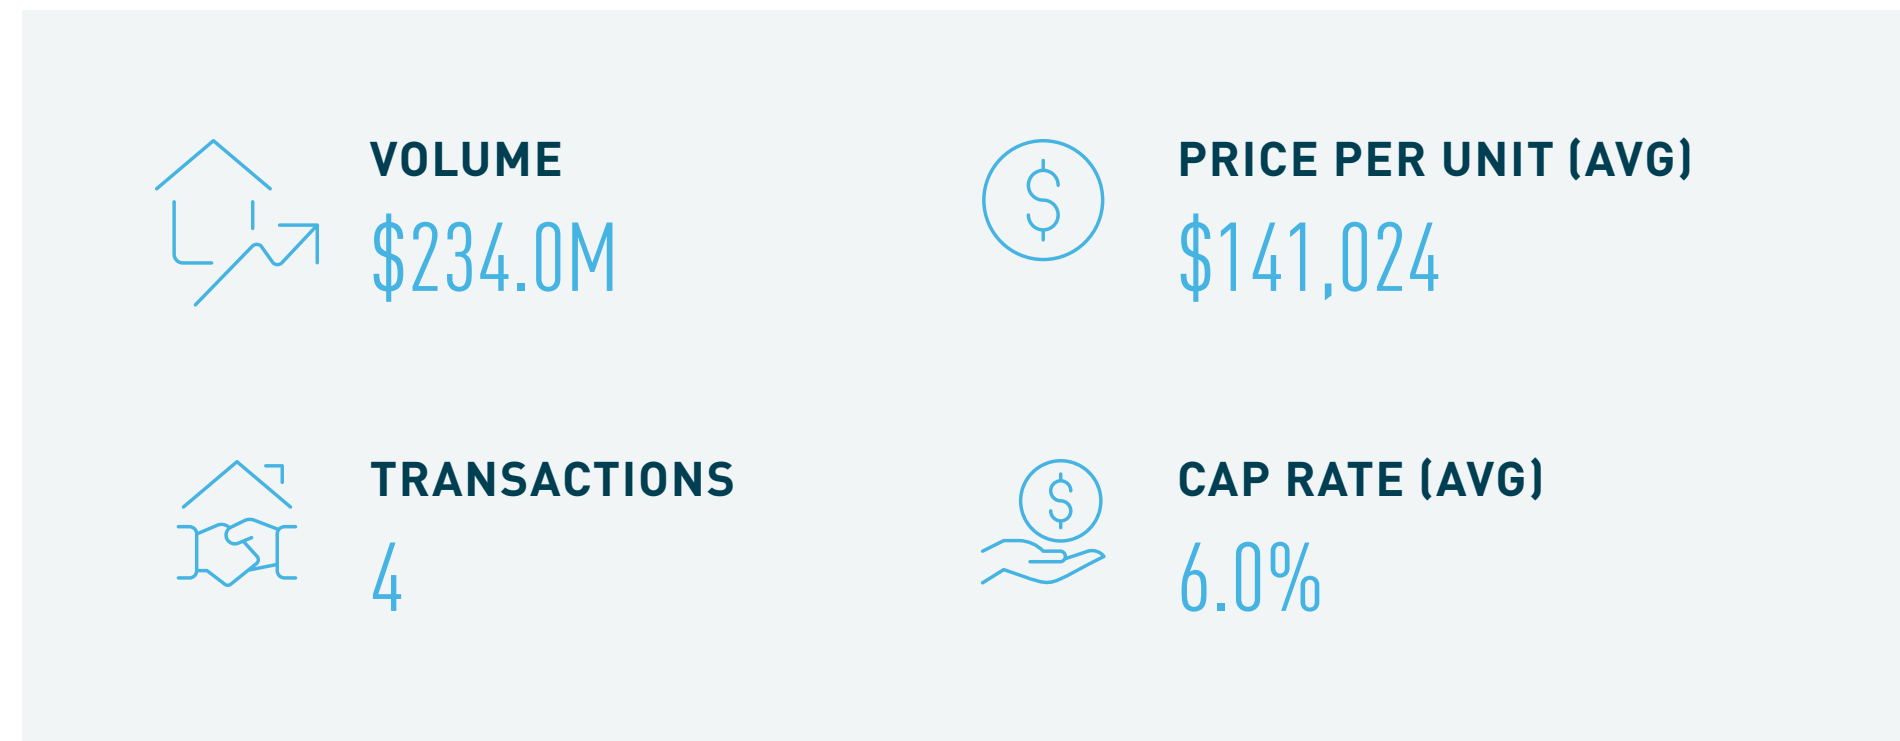 VOLUME
$234.0M
PRICE PER UNIT (AVG)
$141,024
TRANSACTIONS
4
CAP RATE (AVG)
6.0%